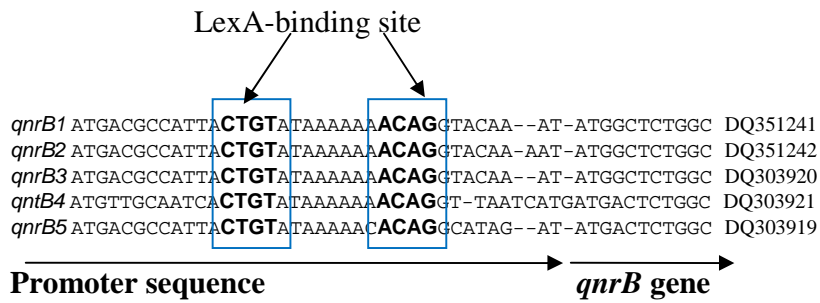 LexA-binding site
qnrB1 ATGACGCCATTACTGTATAAAAAAACAGGTACAA--AT-ATGGCTCTGGC DQ351241
qnrB2 ATGACGCCATTACTGTATAAAAAAACAGGTACAA-AAT-ATGGCTCTGGC DQ351242
qnrB3 ATGACGCCATTACTGTATAAAAAAACAGGTACAA--AT-ATGGCTCTGGC DQ303920
qntB4 ATGTTGCAATCACTGTATAAAAAAACAGGT-TAATCATGATGACTCTGGC DQ303921
qnrB5 ATGACGCCATTACTGTATAAAAACACAGGCATAG--AT-ATGACTCTGGC DQ303919
Promoter sequence qnrB gene